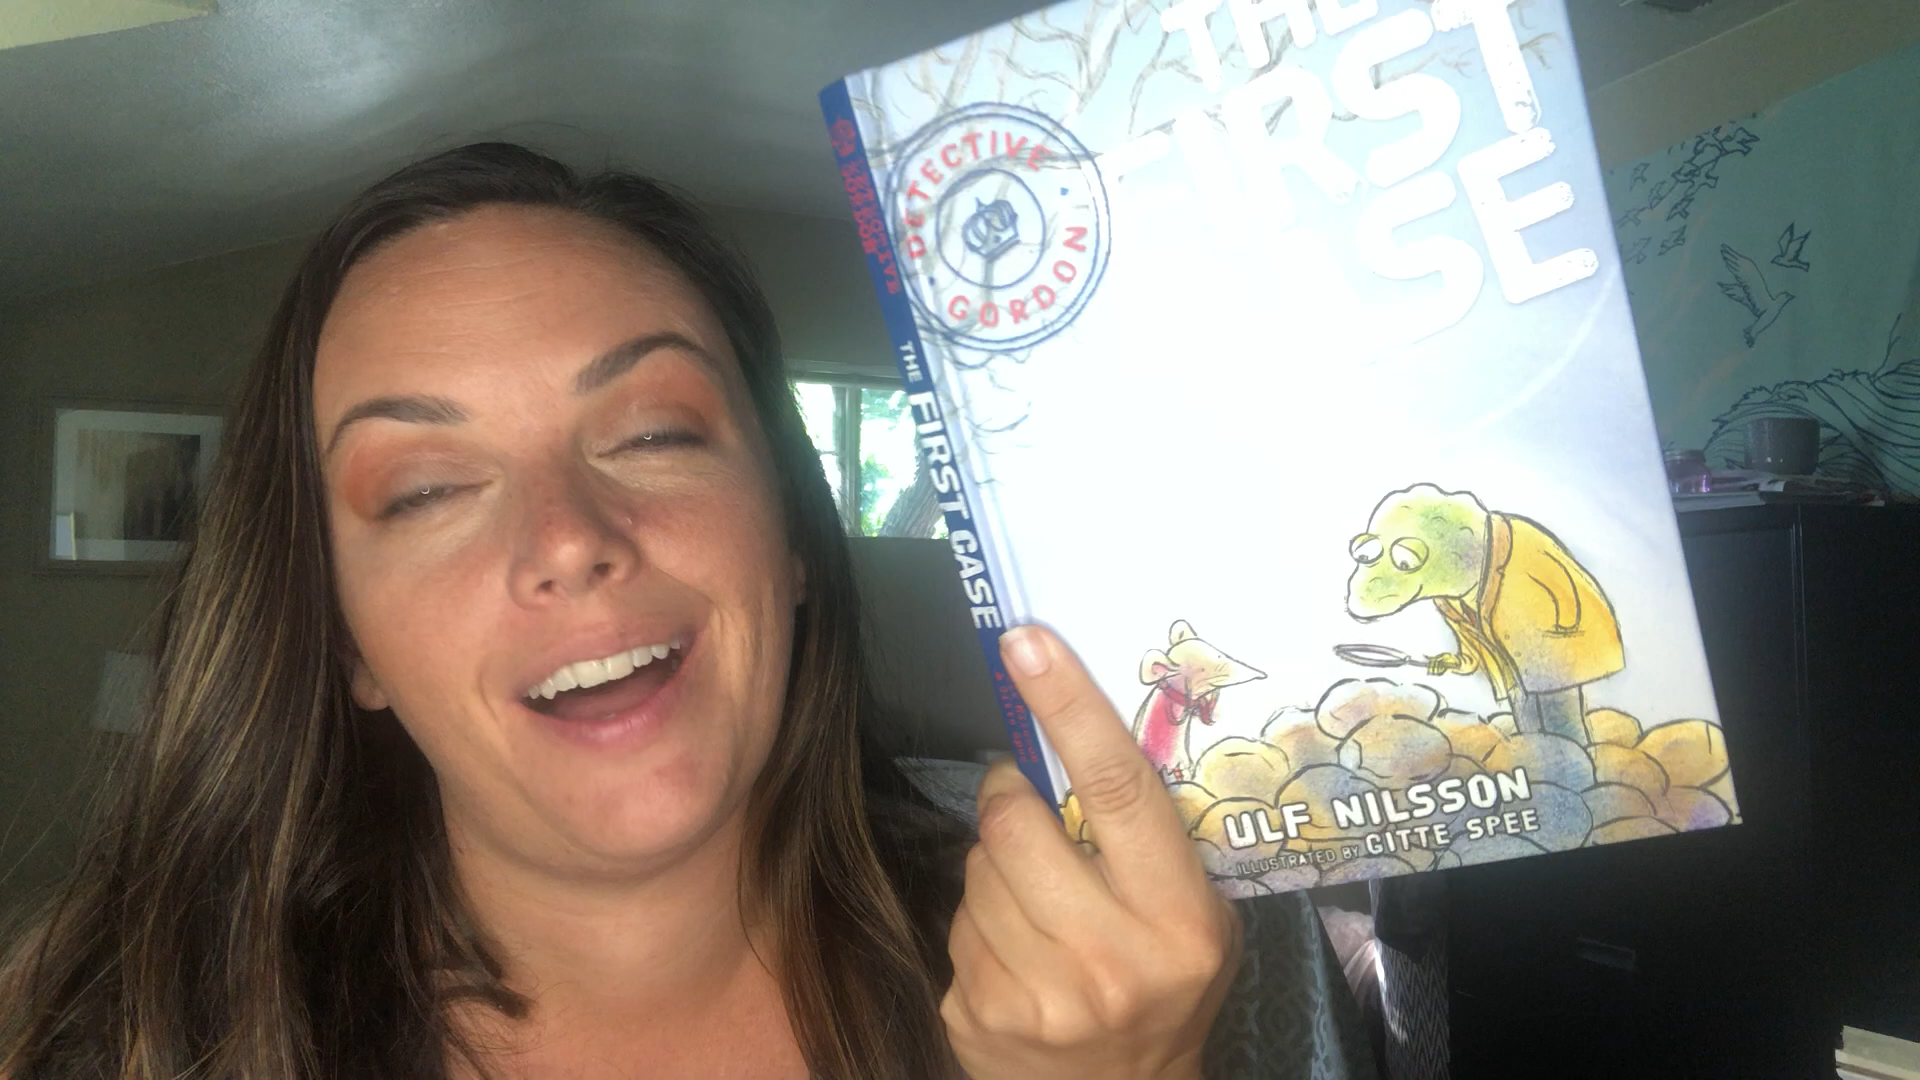 THE
FIRST
CASE
DETECTIVE
GORDON
THE FIRST CASE
ULF NILSSON
ILLUSTRATED BY GITTE SPEE